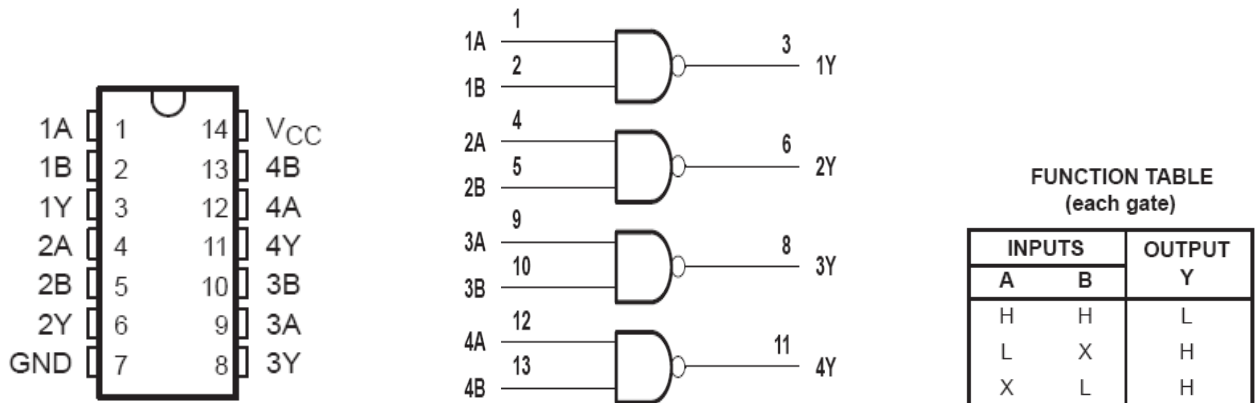 1A 1 14 VCC
1B 2 13 4B
1Y 3 12 4A
2A 4 11 4Y
2B 5 10 3B
2Y 6 9 3A
GND 7 8 3Y
1
1A 3
2 1Y
1B
4
2A 6
5 2Y
2B
9
3A 8
10 3Y
3B
12
4A 11
13 4Y
4B
FUNCTION TABLE
(each gate)
INPUTS OUTPUT
A B Y
H H L
L X H
X L H